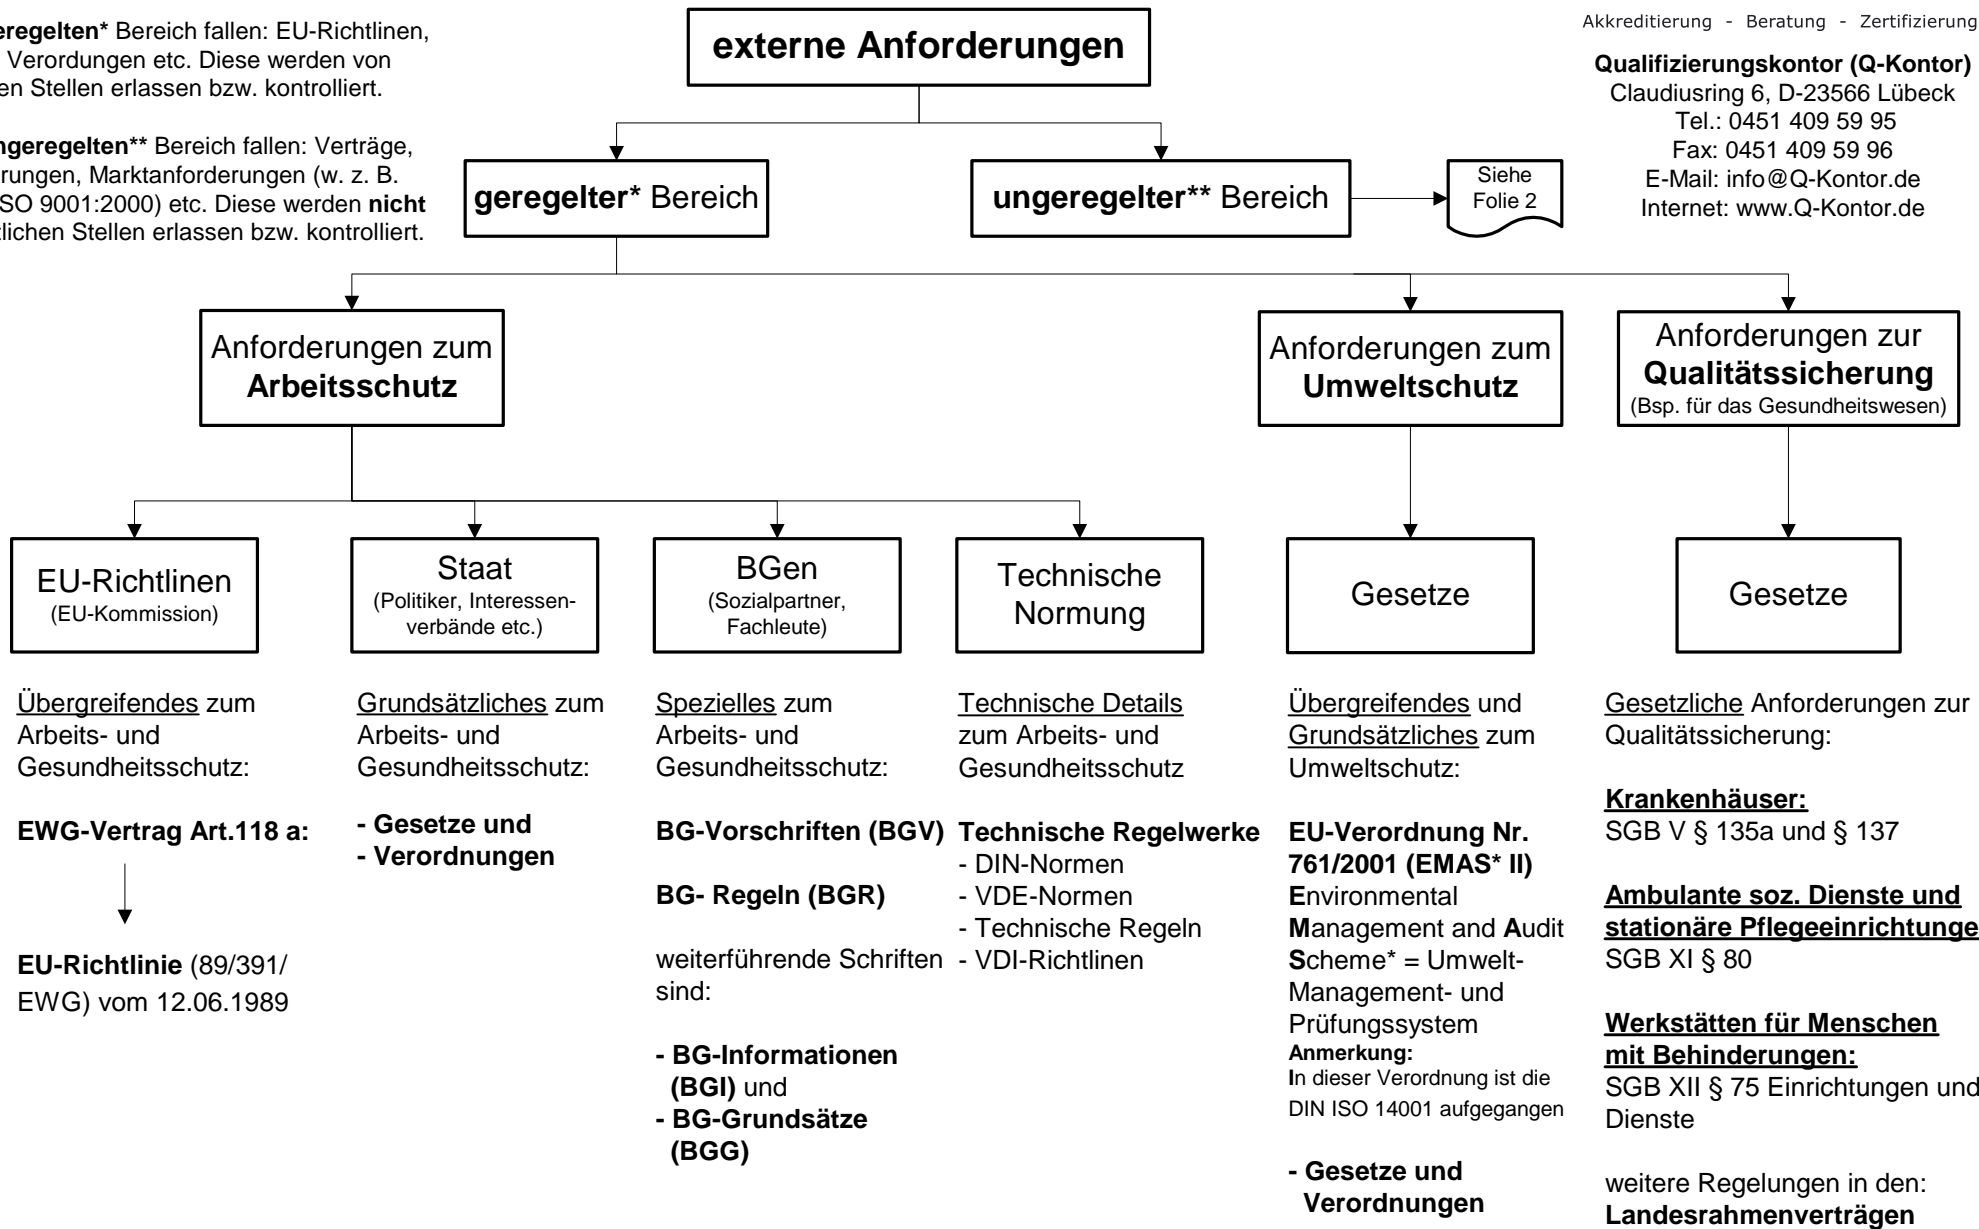 eregelten* Bereich fallen: EU-Richtlinen,
Verordungen etc. Diese werden von
en Stellen erlassen bzw. kontrolliert.
ngeregelten** Bereich fallen: Verträge,
rungen, Marktanforderungen (w. z. B.
SO 9001:2000) etc. Diese werden nicht
lichen Stellen erlassen bzw. kontrolliert.
externe Anforderungen
Akkreditierung - Beratung - Zertifizierung
Qualifizierungskontor (Q-Kontor)
Claudiusring 6, D-23566 Lübeck
Tel.: 0451 409 59 95
Fax: 0451 409 59 96
E-Mail: info@Q-Kontor.de
Internet: www.Q-Kontor.de
geregelter* Bereich
ungeregelter** Bereich
Siehe
Folie 2
Anforderungen zum
Arbeitsschutz
Anforderungen zum
Umweltschutz
Anforderungen zur
Qualitätssicherung
(Bsp. für das Gesundheitswesen)
EU-Richtlinen
(EU-Kommission)
Staat
(Politiker, Interessen-
verbände etc.)
BGen
(Sozialpartner,
Fachleute)
Technische
Normung
Gesetze
Gesetze
Übergreifendes zum
Arbeits- und
Gesundheitsschutz:
EWG-Vertrag Art.118 a:
EU-Richtlinie (89/391/
EWG) vom 12.06.1989
Grundsätzliches zum
Arbeits- und
Gesundheitsschutz:
- Gesetze und
- Verordnungen
Spezielles zum
Arbeits- und
Gesundheitsschutz:
BG-Vorschriften (BGV)
BG- Regeln (BGR)
weiterführende Schriften
sind:
- BG-Informationen
(BGI) und
- BG-Grundsätze
(BGG)
Technische Details
zum Arbeits- und
Gesundheitsschutz
Technische Regelwerke
- DIN-Normen
- VDE-Normen
- Technische Regeln
- VDI-Richtlinen
Übergreifendes und
Grundsätzliches zum
Umweltschutz:
EU-Verordnung Nr.
761/2001 (EMAS* II)
Environmental
Management and Audit
Scheme* = Umwelt-
Management- und
Prüfungssystem
Anmerkung:
In dieser Verordnung ist die
DIN ISO 14001 aufgegangen
- Gesetze und
Verordnungen
Gesetzliche Anforderungen zur
Qualitätssicherung:
Krankenhäuser:
SGB V § 135a und § 137
Ambulante soz. Dienste und
stationäre Pflegeeinrichtunge
SGB XI § 80
Werkstätten für Menschen
mit Behinderungen:
SGB XII § 75 Einrichtungen und
Dienste
weitere Regelungen in den:
Landesrahmenverträgen